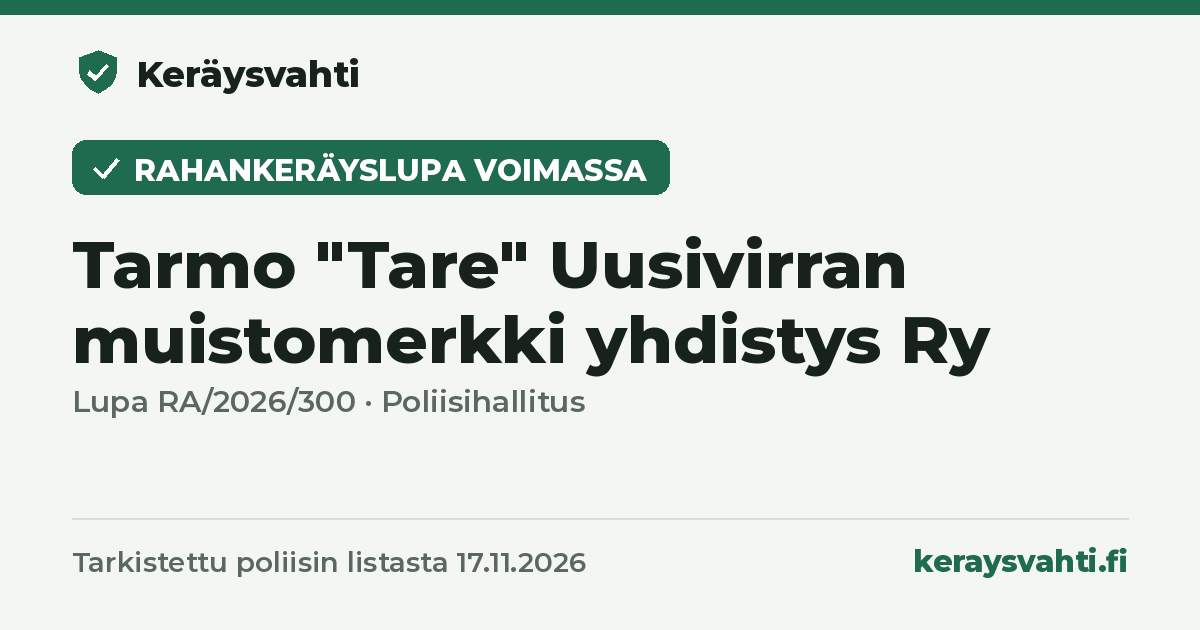 Keräysvahti
RAHANKERÄYSLUPA VOIMASSA
Tarmo "Tare" Uusivirran
muistomerkki yhdistys Ry
Lupa RA/2026/300 · Poliisihallitus
Tarkistettu poliisin listasta 17.11.2026
keraysvahti.fi